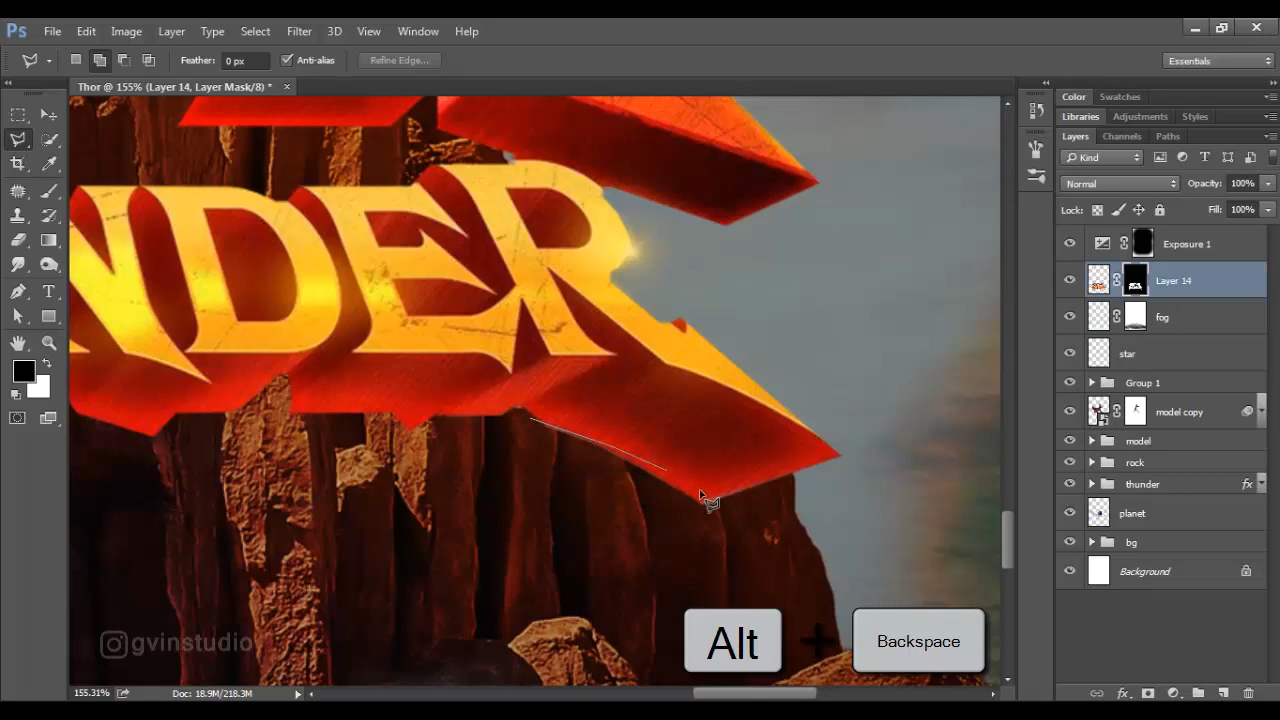 Ps File Edit Image Layer Type Select Filter 3D View Window Help
Feather: 0 px Anti-alias Refine Edge... Essentials
Thor @ 155% (Layer 14, Layer Mask/8) * ×
Color Swatches
Libraries Adjustments Styles
Layers Channels Paths
Kind
Normal Opacity: 100%
Lock: Fill: 100%
Exposure 1
Layer 14
fog
star
Group 1
model copy
model
rock
thunder fx
planet
bg
Background
NDER
gvinstudio
Alt + Backspace
155.31% Doc: 18.9M/218.3M